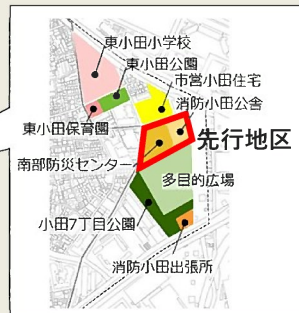 東小田小学校
東小田公園
市営小田住宅
消防小田公舎
東小田保育園
先行地区
南部防災センター
多目的広場
小田7丁目公園
消防小田出張所